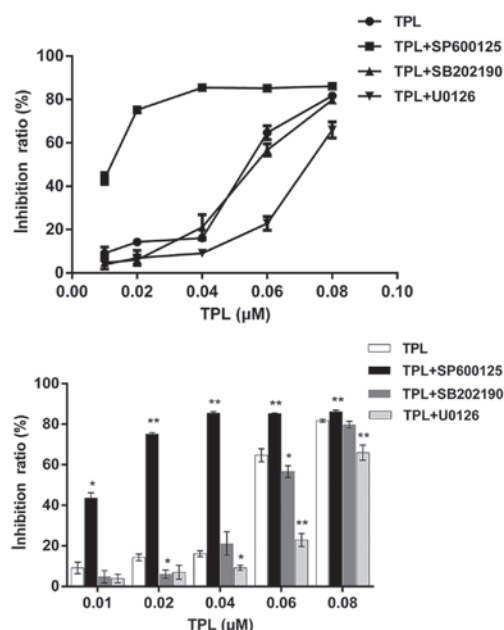 TPL
TPL+SP600125
TPL+SB202190
TPL+U0126
Inhibition ratio (%)
100
80
60
40
20
0
0.00 0.02 0.04 0.06 0.08 0.10
TPL (µM)
TPL
TPL+SP600125
TPL+SB202190
TPL+U0126
Inhibition ratio (%)
100
80
60
40
20
0
* ** * ** * ** * ** ** **
0.01 0.02 0.04 0.06 0.08
TPL (µM)